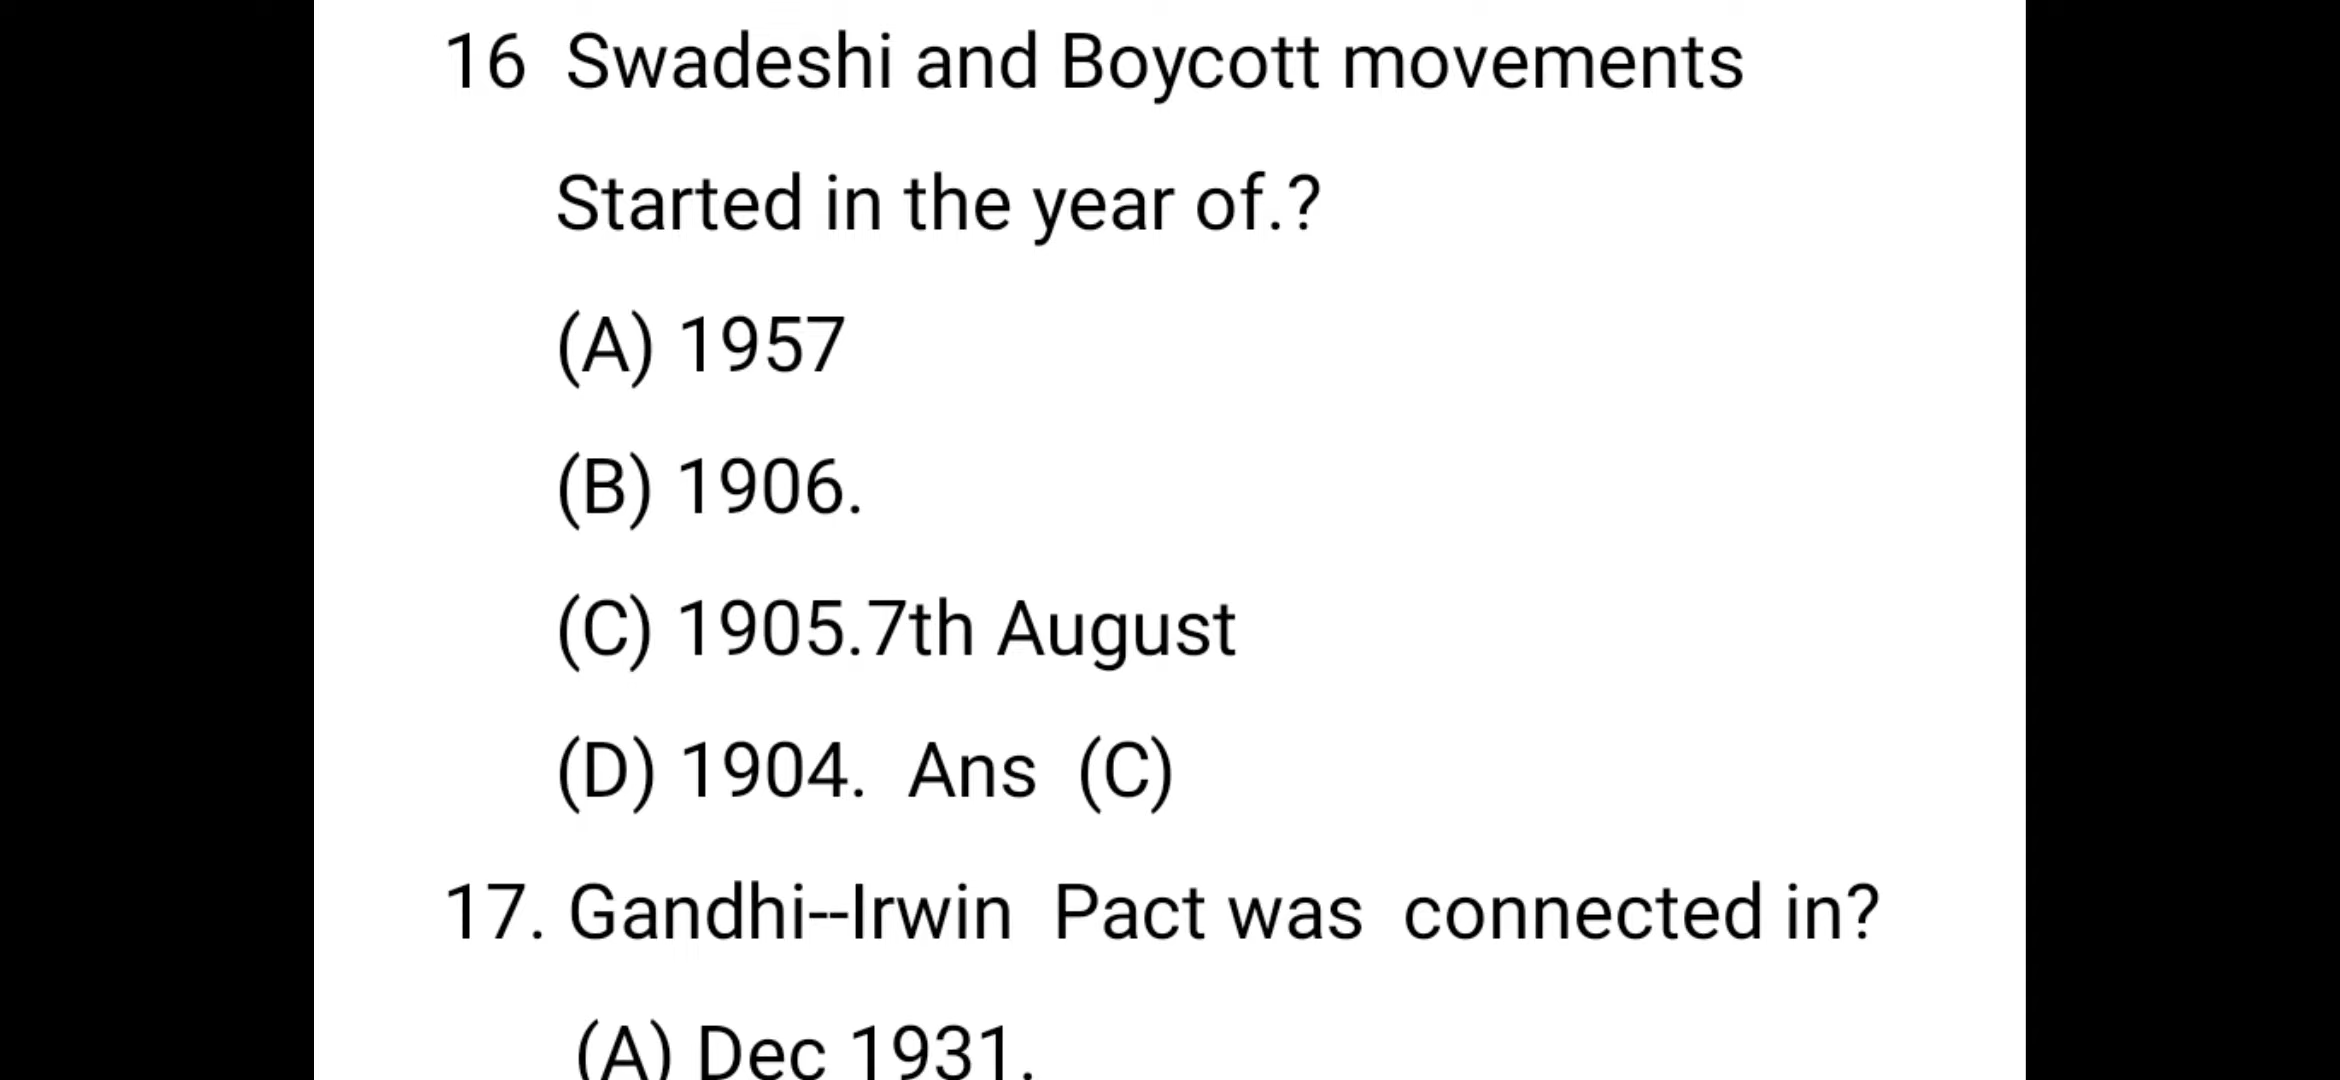 16 Swadeshi and Boycott movements
Started in the year of.?
(A) 1957
(B) 1906.
(C) 1905.7th August
(D) 1904. Ans (C)
17. Gandhi--Irwin Pact was connected in?
(A) Dec 1931.